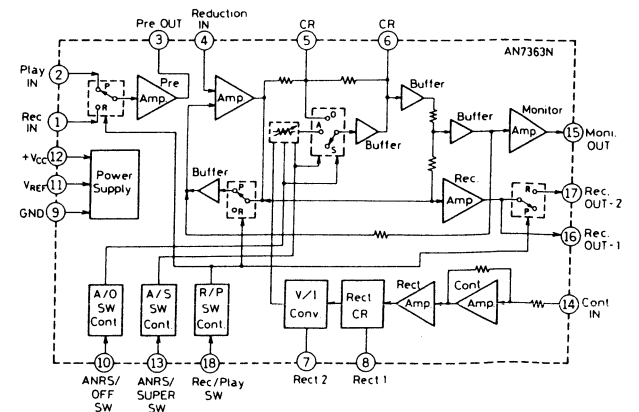 Pre OUT
Reduction
IN
CR
CR
3
4
5
6
AN7363N
Play
IN
2
P
R
Amp.
Pre
Amp.
Buffer
Buffer
Monitor
Amp
15
Moni.
OUT
Rec
IN
1
A
O
S
Buffer
+VCC
12
VREF
11
GND
9
Power
Supply
Buffer
P
R
Rec.
Amp
R
P
17
Rec.
OUT-2
16
Rec.
OUT-1
A/O
SW
Cont.
A/S
SW
Cont.
R/P
SW
Cont.
V/I
Conv.
Rect
CR
Rect
Amp.
Cont
Amp.
14
Cont
IN
10
13
18
7
8
ANRS/
OFF
SW
ANRS/
SUPER
SW
Rec/Play
SW
Rect 2
Rect 1